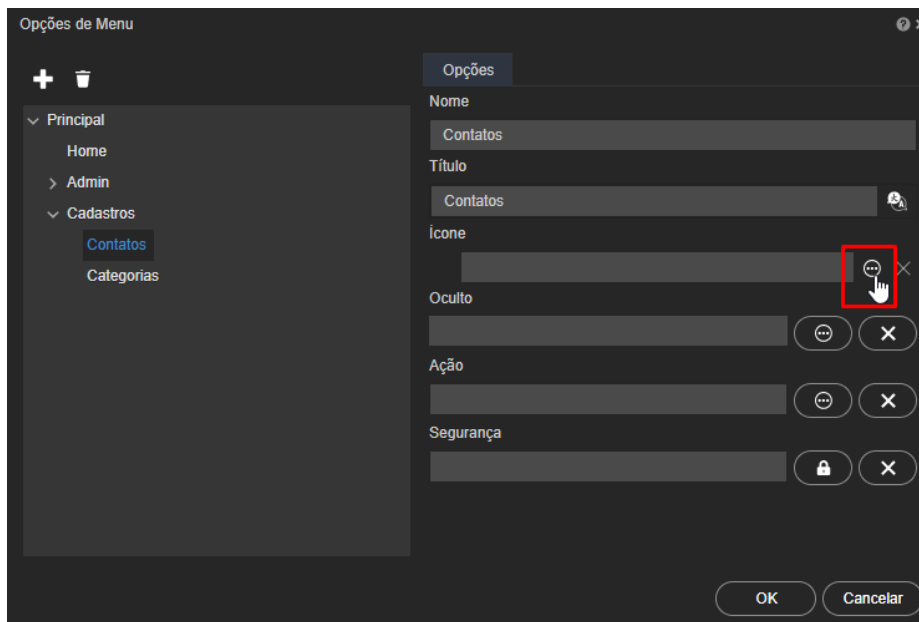 Opções de Menu
Opções
Nome
Principal
Contatos
Home
Título
Admin
Contatos
Cadastros
Ícone
Contatos
Categorias
Oculto
Ação
Segurança
OK
Cancelar